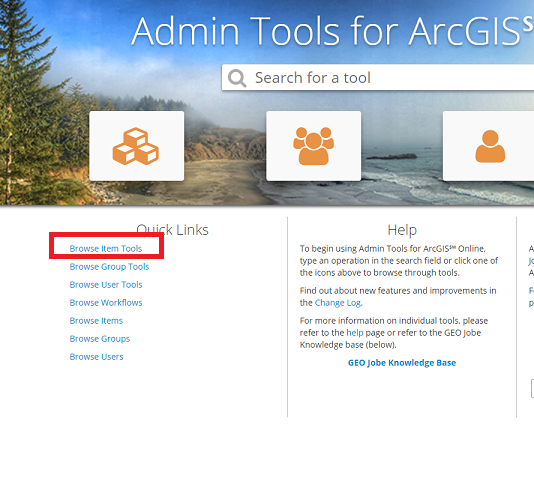 Admin Tools for ArcGIS℠
Search for a tool
Quick Links
Browse Item Tools
Browse Group Tools
Browse User Tools
Browse Workflows
Browse Items
Browse Groups
Browse Users
Help
To begin using Admin Tools for ArcGIS℠ Online,
type an operation in the search field or click one of
the icons above to browse through tools.
Find out about new features and improvements in
the Change Log.
For more information on individual tools, please
refer to the help page or refer to the GEO Jobe
Knowledge base (below).
GEO Jobe Knowledge Base